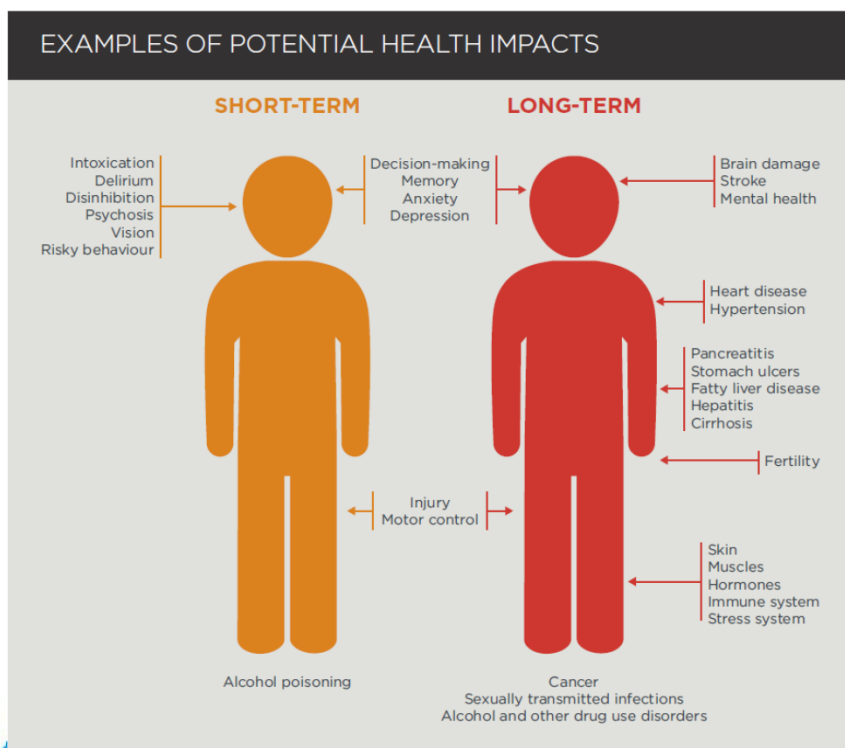 EXAMPLES OF POTENTIAL HEALTH IMPACTS
SHORT-TERM
LONG-TERM
Intoxication
Delirium
Disinhibition
Psychosis
Vision
Risky behaviour
Decision-making
Memory
Anxiety
Depression
Brain damage
Stroke
Mental health
Heart disease
Hypertension
Pancreatitis
Stomach ulcers
Fatty liver disease
Hepatitis
Cirrhosis
Fertility
Injury
Motor control
Skin
Muscles
Hormones
Immune system
Stress system
Alcohol poisoning
Cancer
Sexually transmitted infections
Alcohol and other drug use disorders